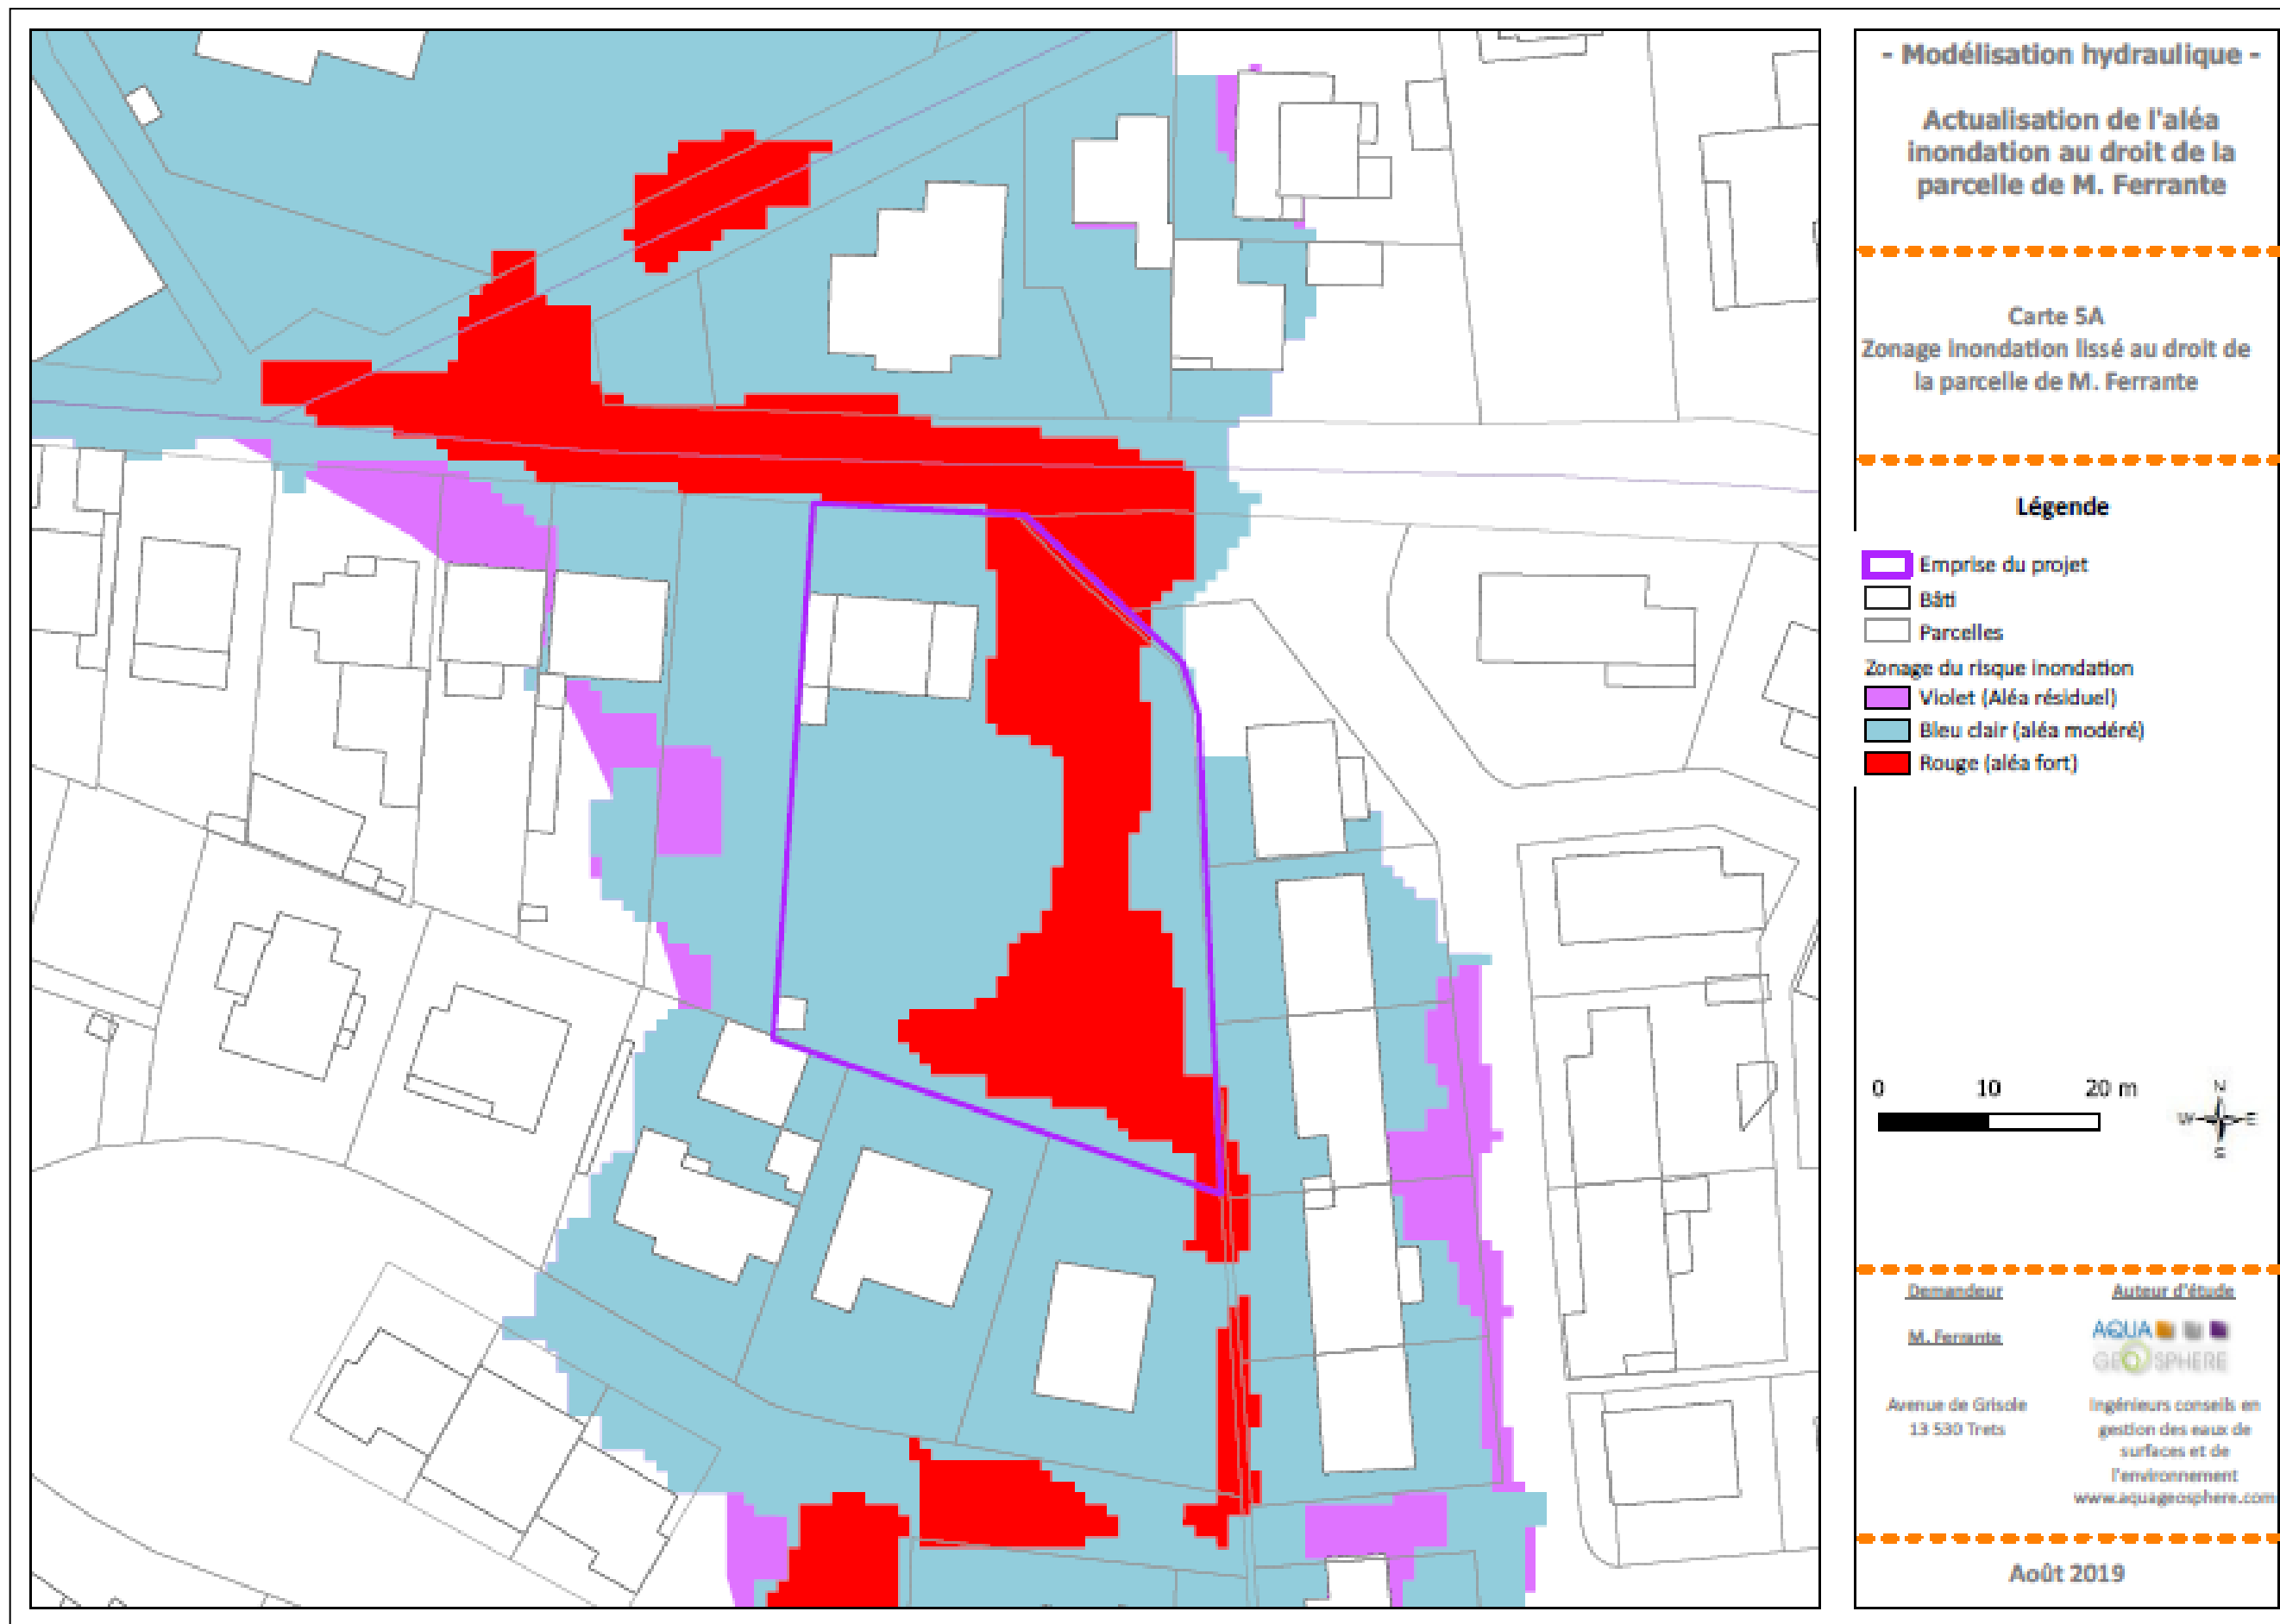 - Modélisation hydraulique -
Actualisation de l'aléa
inondation au droit de la
parcelle de M. Ferrante
Carte 5A
Zonage inondation lissé au droit de
la parcelle de M. Ferrante
Légende
Emprise du projet
Bâti
Parcelles
Zonage du risque inondation
Violet (Aléa résiduel)
Bleu clair (aléa modéré)
Rouge (aléa fort)
0 10 20 m
N
W E
S
Demandeur
M. Ferrante
Avenue de Grisole
13 530 Trets
Auteur d'étude
AQUA
GEOSPHERE
Ingénieurs conseils en
gestion des eaux de
surfaces et de
l'environnement
www.aquageosphere.com
Août 2019